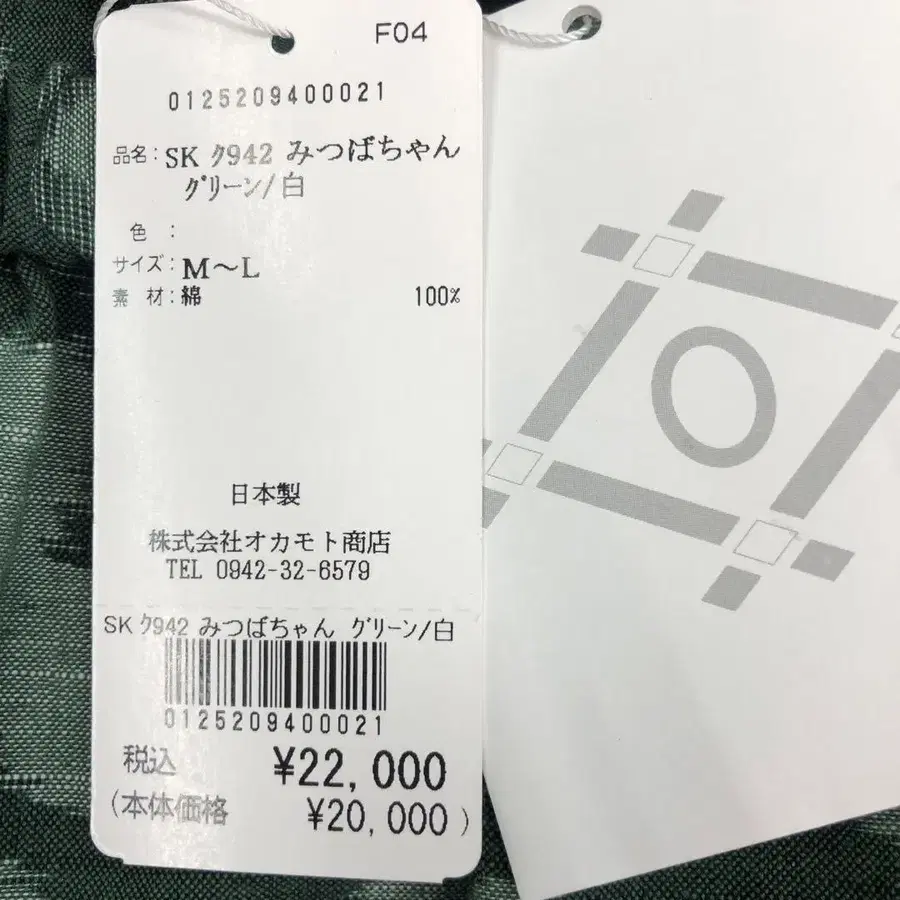 F04
0125209400021
品名：SK ｸ942 みつばちゃん
ｸﾞﾘｰﾝ/白
色 ：
サイズ：M～L
素 材：綿 100%
日本製
株式会社オカモト商店
TEL 0942-32-6579
SK ｸ942 みつばちゃん ｸﾞﾘｰﾝ/白
0125209400021
税込 ¥22,000
(本体価格 ¥20,000)